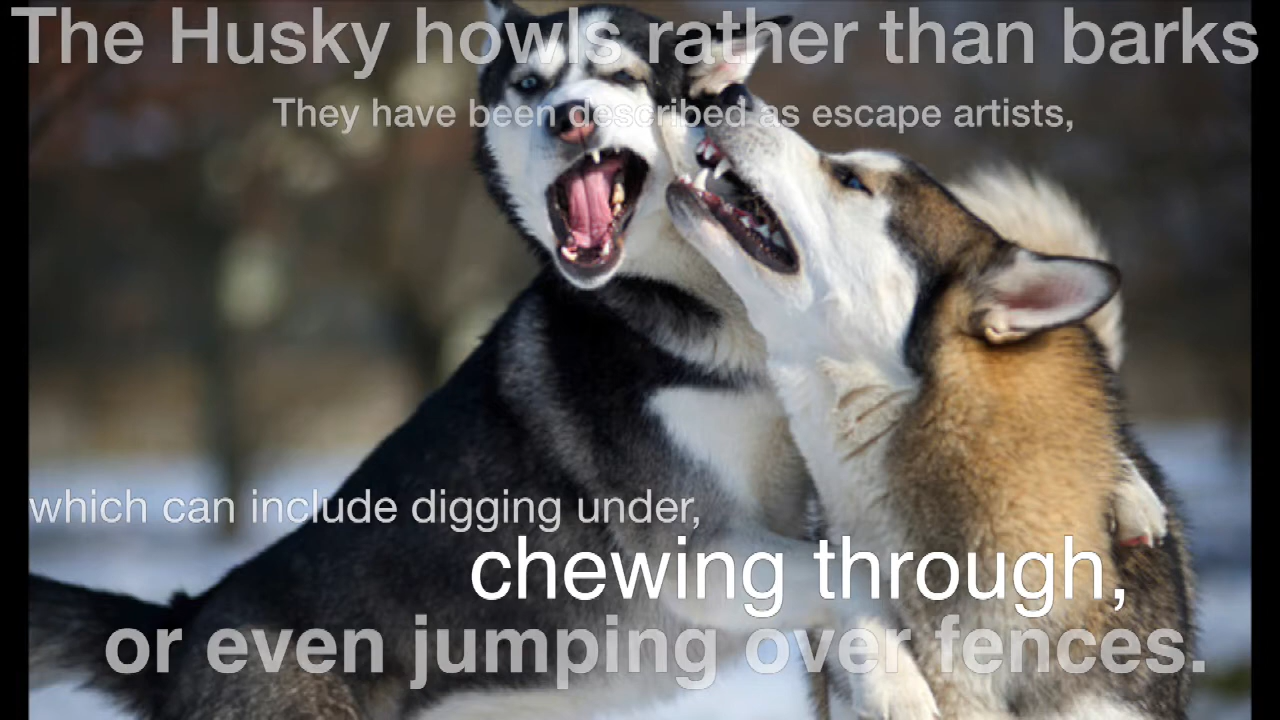 The Husky howls rather than barks
They have been described as escape artists,
which can include digging under,
chewing through,
or even jumping over fences.